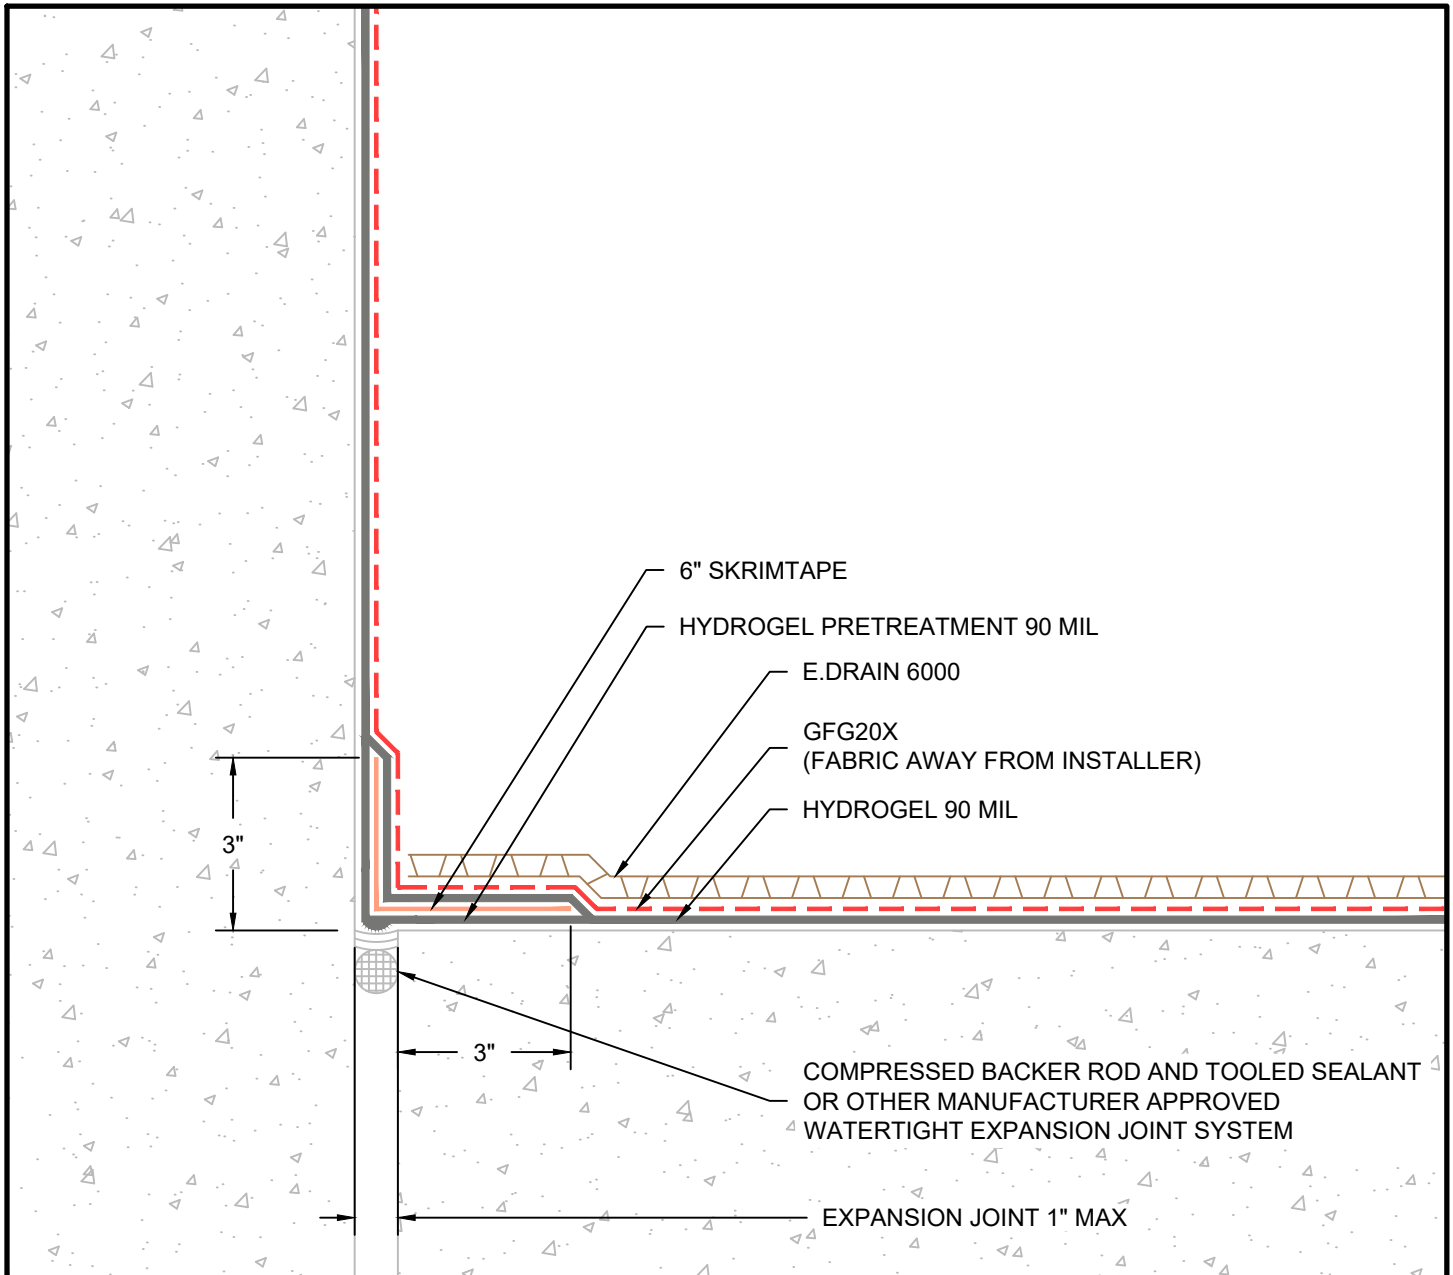 6" SKRIMTAPE
HYDROGEL PRETREATMENT 90 MIL
E.DRAIN 6000
GFG20X
(FABRIC AWAY FROM INSTALLER)
HYDROGEL 90 MIL
3"
3"
COMPRESSED BACKER ROD AND TOOLED SEALANT
OR OTHER MANUFACTURER APPROVED
WATERTIGHT EXPANSION JOINT SYSTEM
EXPANSION JOINT 1" MAX